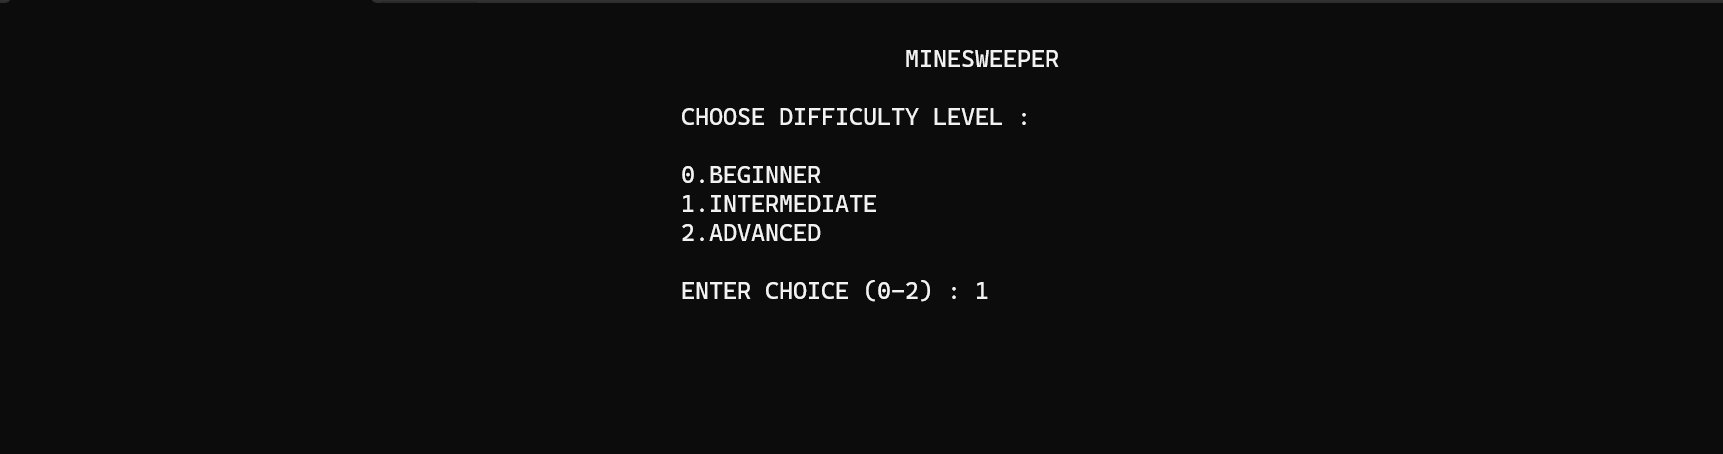 MINESWEEPER
CHOOSE DIFFICULTY LEVEL :
0.BEGINNER
1.INTERMEDIATE
2.ADVANCED
ENTER CHOICE (0-2) : 1